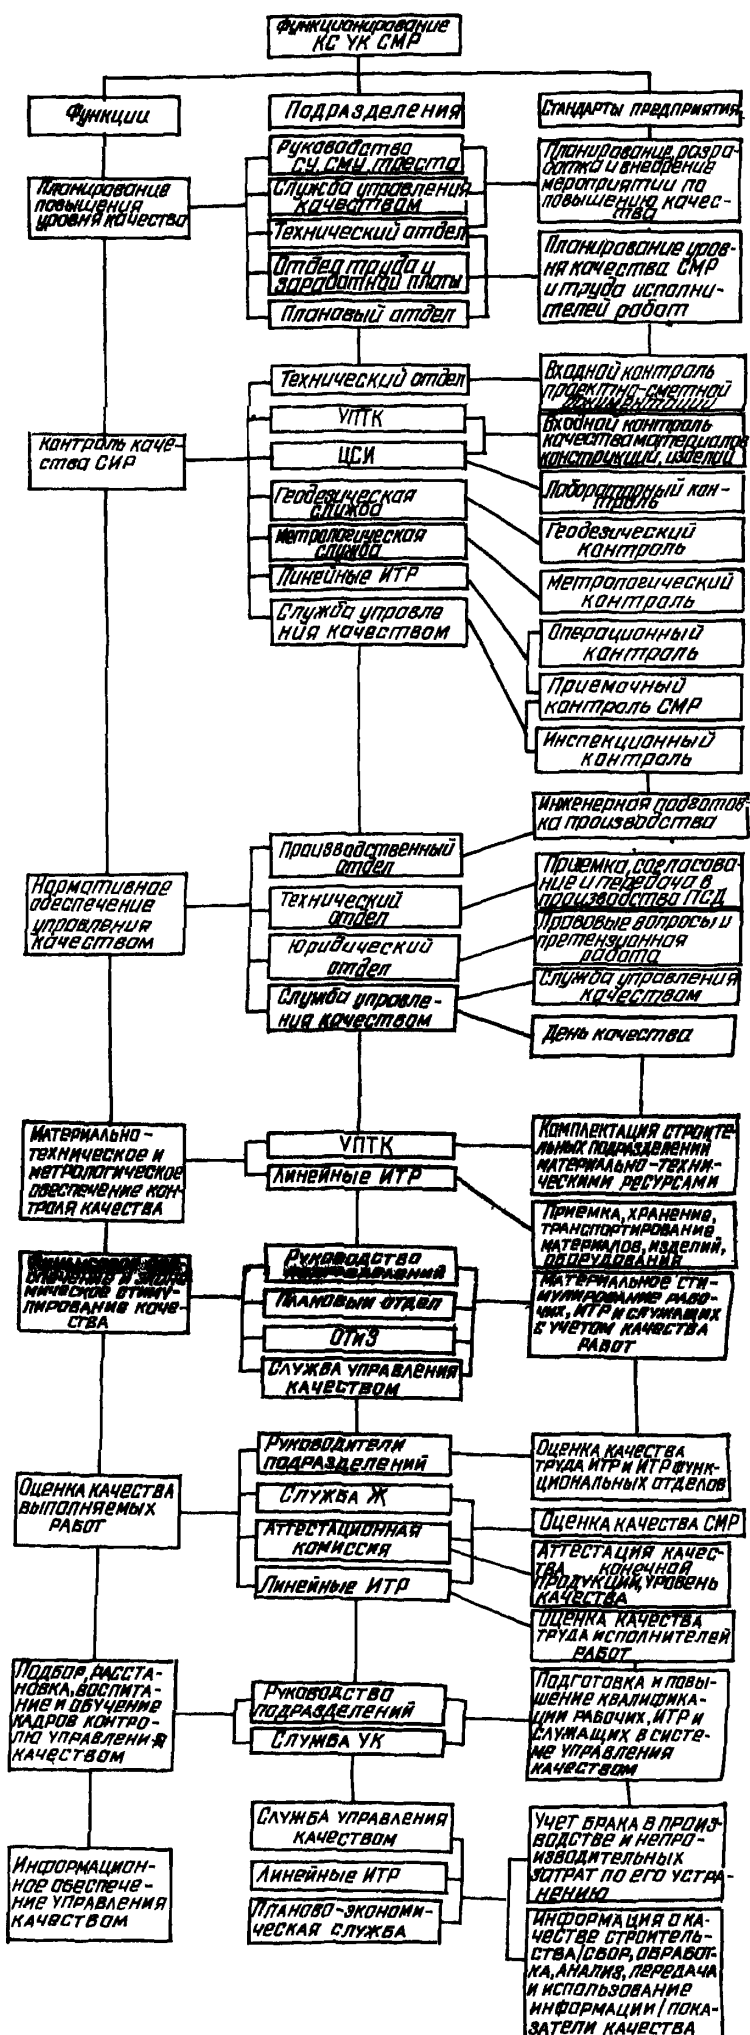 Функционирование
КС УК СМР
Функции
Подразделения
Стандарты предприятия
Планирование
повышения
уровня качества
Руководство
СУ, СМУ, треста
Служба управления
качеством
Технический отдел
Отдел труда и
заработной платы
Плановый отдел
Планирование, разра-
ботка и внедрение
мероприятий по
повышению качес-
тва
Планирование уров-
ня качества СМР
и труда исполни-
телей работ
Контроль каче-
ства СМР
Технический отдел
УПТК
ЦСИ
Геодезическая
служба
Метрологическая
служба
Линейные ИТР
Служба управле
ния качеством
Входной контроль
проектно-сметной
документации
Входной контроль
качества материалов
конструкций, изделий
Лабораторный кон-
троль
Геодезический
контроль
Метрологический
контроль
Операционный
контроль
Приемочный
контроль СМР
Инспекционный
контроль
Нормативное
обеспечение
управления
качеством
Производственный
отдел
Технический
отдел
Юридический
отдел
Служба управле-
ния качеством
Инженерная подготов-
ка производства
Приемка, согласова-
ние и передача в
производство ПСД
Правовые вопросы и
претензионная
работа
Служба управления
качеством
День качества
Материально-
техническое и
метрологическое
обеспечение кон-
троля качества
УПТК
Линейные ИТР
Комплектация строите-
льных подразделений
материально-техни-
ческими ресурсами
Приемка, хранение,
транспортирование
материалов, изделий,
оборудования
Финансовое обе-
спечение и эконо-
мическое стиму-
лирование каче-
ства
Руководство
подразделений
Плановый отдел
ОТиЗ
Служба управления
качеством
Материальное сти-
мулирование рабо-
чих, ИТР и служащих
с учетом качества
работ
Оценка качества
выполняемых
работ
Руководители
подразделений
Служба Ж
Аттестационная
комиссия
Линейные ИТР
Оценка качества
труда ИТР и ИТР функ-
циональных отделов
Оценка качества СМР
Аттестация качес-
тва конечной
продукции, уровень
качества
Оценка качества
труда исполнителей
работ
Подбор, расста-
новка, воспита-
ние и обучение
кадров контро-
лю управления
качеством
Руководство
подразделений
Служба УК
Подготовка и повы-
шение квалифика-
ции рабочих, ИТР и
служащих в систе-
ме управления
качеством
Информацион-
ное обеспече-
ние управления
качеством
Служба управления
качеством
Линейные ИТР
Планово-экономи-
ческая служба
Учет брака в произ-
водстве и непро-
изводительных
затрат по его устра-
нению
Информация о ка-
честве строитель-
ства/сбор, обработ-
ка, анализ, передача
и использование
информации/пока-
затели качества